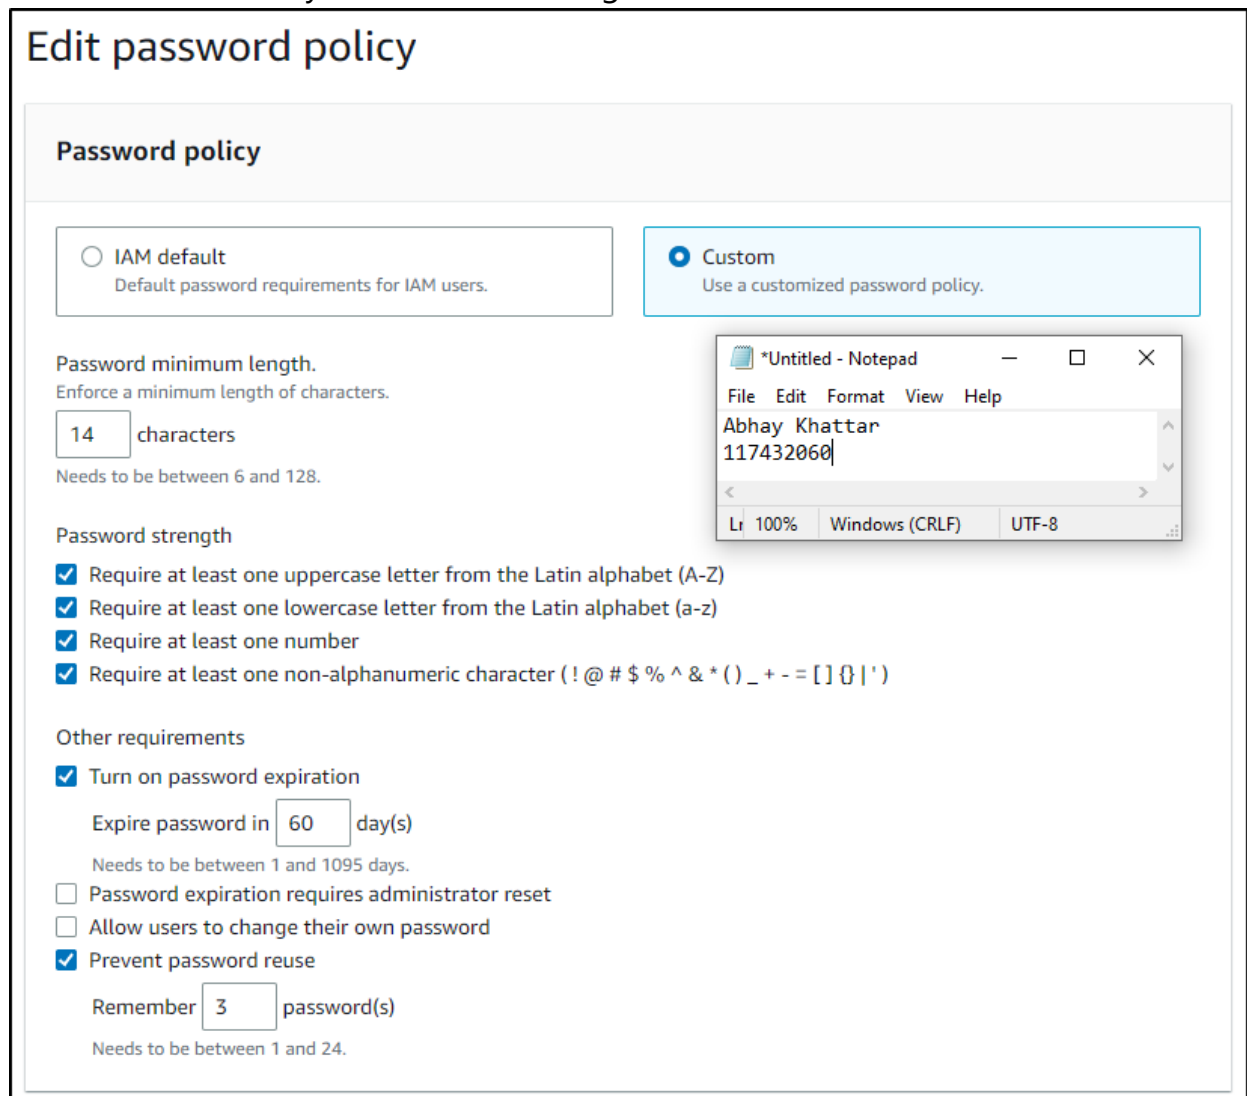 Edit password policy
Password policy
IAM default
Default password requirements for IAM users.
Custom
Use a customized password policy.
Password minimum length.
Enforce a minimum length of characters.
14 characters
Needs to be between 6 and 128.
*Untitled - Notepad
File Edit Format View Help
Abhay Khattar
117432060
100% Windows (CRLF) UTF-8
Password strength
Require at least one uppercase letter from the Latin alphabet (A-Z)
Require at least one lowercase letter from the Latin alphabet (a-z)
Require at least one number
Require at least one non-alphanumeric character ( ! @ # $ % ^ & * ( ) _ + - = [ ] {} | ' )
Other requirements
Turn on password expiration
Expire password in 60 day(s)
Needs to be between 1 and 1095 days.
Password expiration requires administrator reset
Allow users to change their own password
Prevent password reuse
Remember 3 password(s)
Needs to be between 1 and 24.